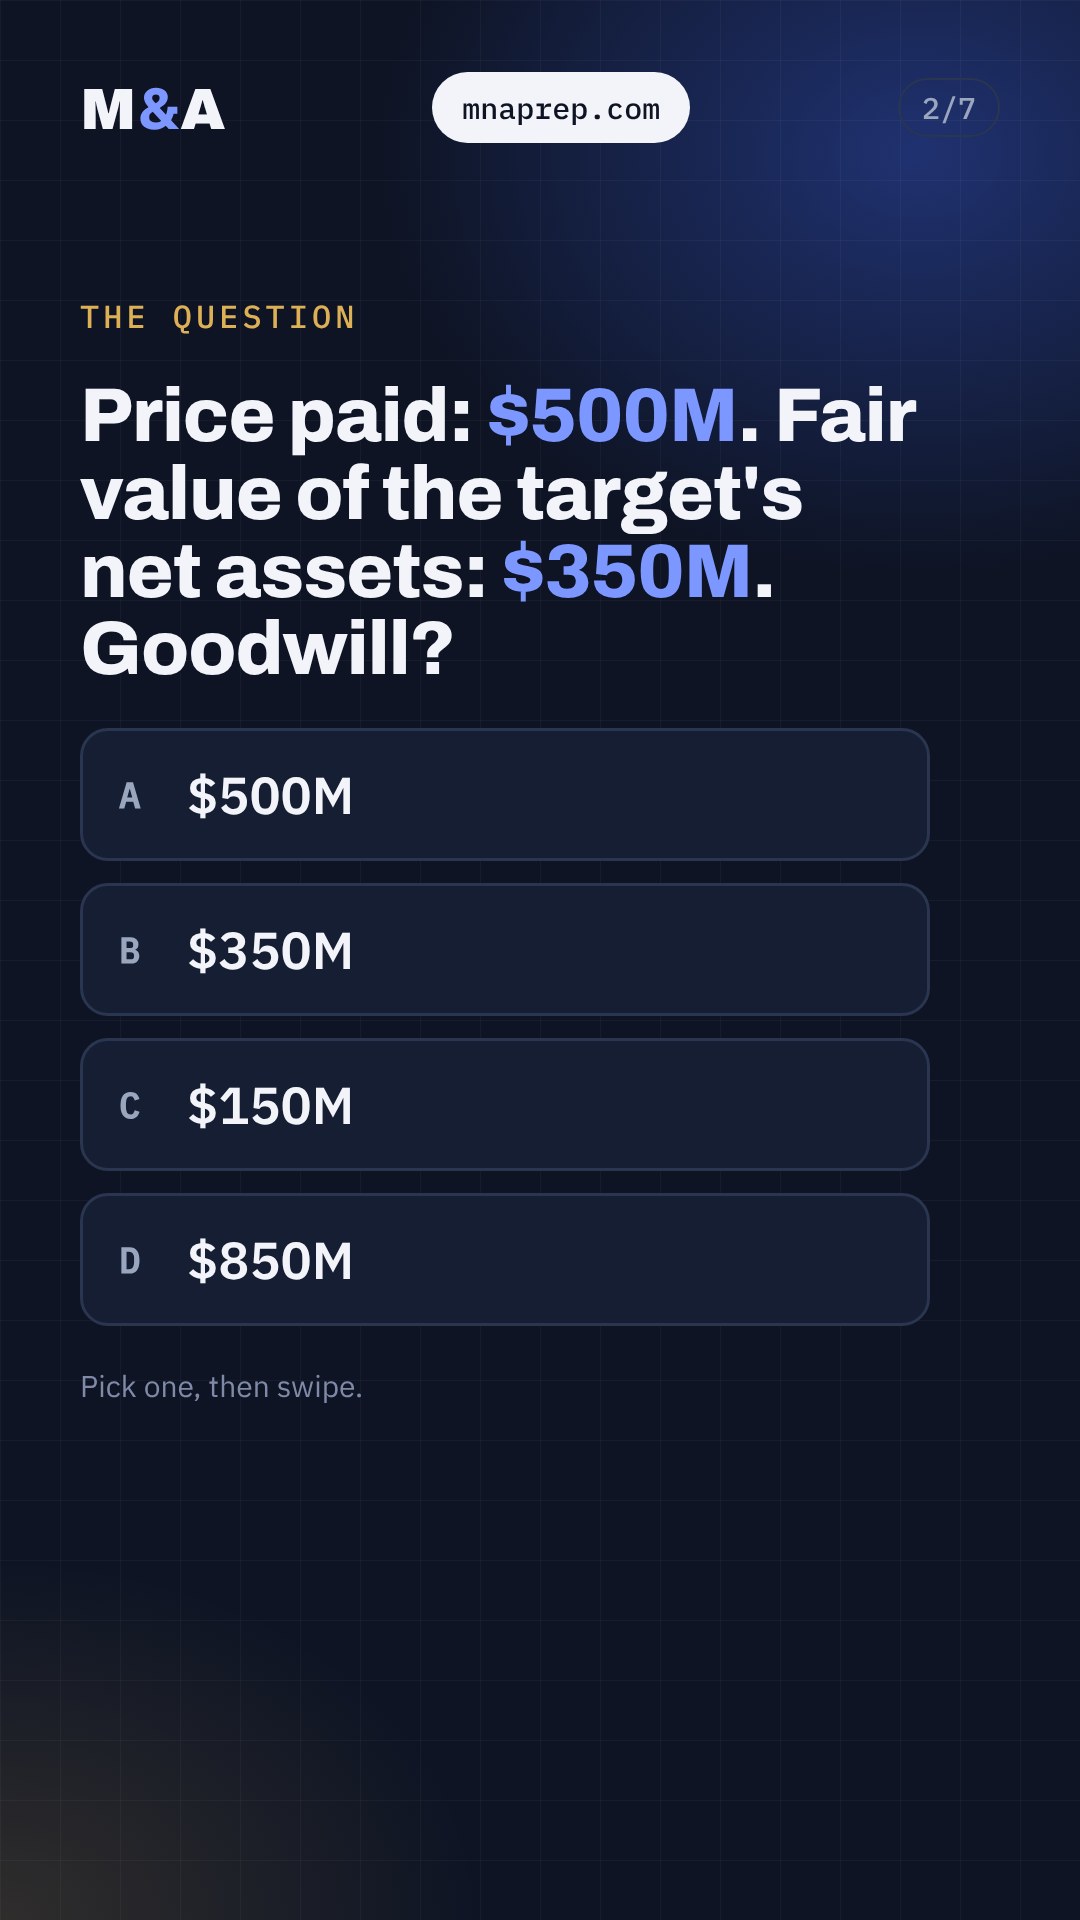 M&A
mnaprep.com
2/7
THE QUESTION
Price paid: $500M. Fair
value of the target's
net assets: $350M.
Goodwill?
A $500M
B $350M
C $150M
D $850M
Pick one, then swipe.